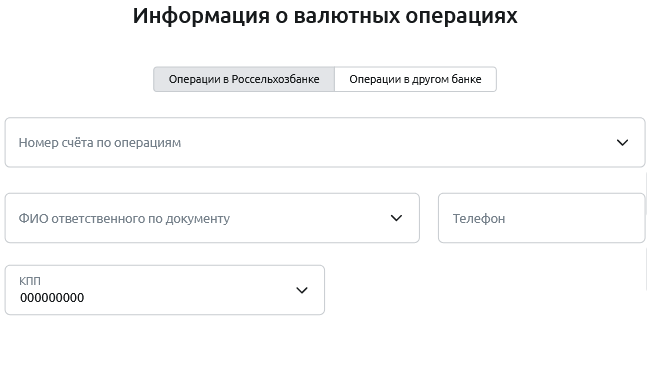 Информация о валютных операциях
Операции в Россельхозбанке Операции в другом банке
Номер счёта по операциям
ФИО ответственного по документу Телефон
КПП
000000000